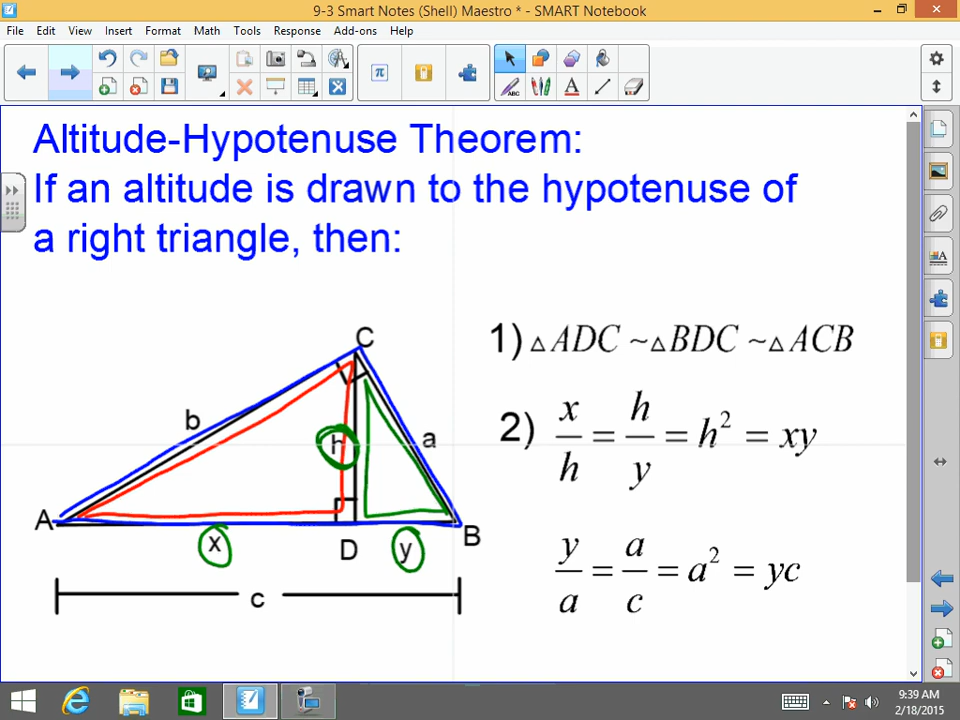 9-3 Smart Notes (Shell) Maestro * - SMART Notebook
File Edit View Insert Format Math Tools Response Add-ons Help
π
ABC A
Altitude-Hypotenuse Theorem:
If an altitude is drawn to the hypotenuse of
a right triangle, then:
C
b
h
a
A
x
D
y
B
c
1) △ADC ~△BDC ~△ACB
2) x/h = h/y = h² = xy
y/a = a/c = a² = yc
9:39 AM
2/18/2015